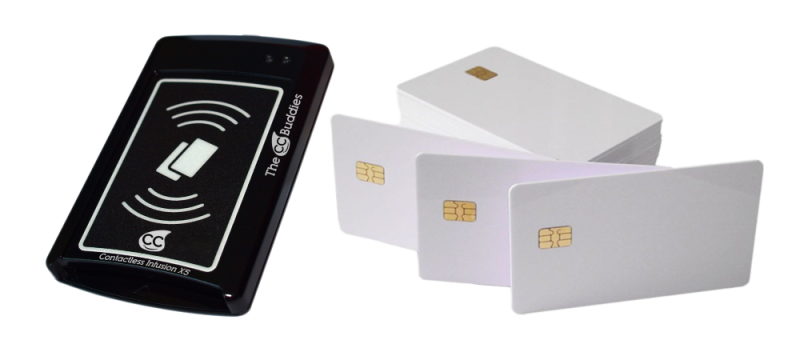 The CC Buddies
CC
Contactless Infusion X5